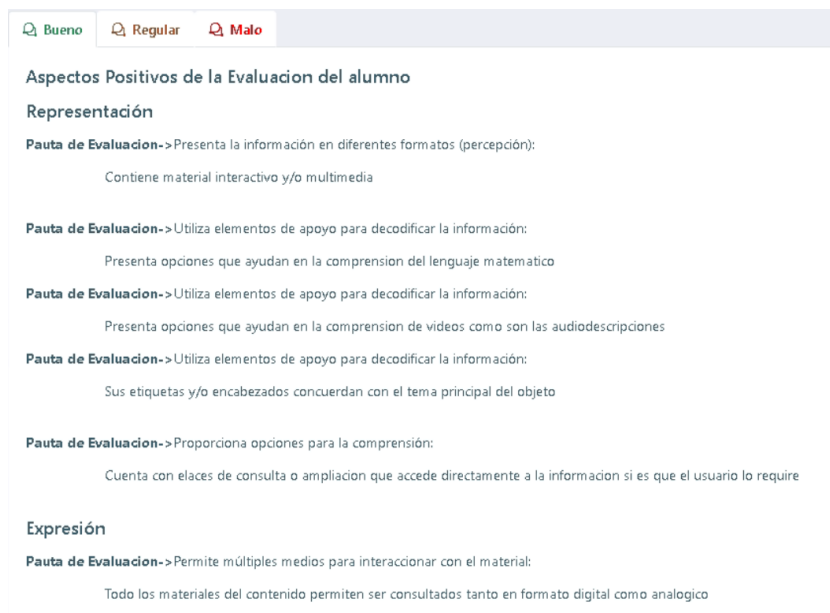 Bueno Regular Malo
Aspectos Positivos de la Evaluacion del alumno
Representación
Pauta de Evaluacion->Presenta la información en diferentes formatos (percepción):
Contiene material interactivo y/o multimedia
Pauta de Evaluacion->Utiliza elementos de apoyo para decodificar la información:
Presenta opciones que ayudan en la comprension del lenguaje matematico
Pauta de Evaluacion->Utiliza elementos de apoyo para decodificar la información:
Presenta opciones que ayudan en la comprension de videos como son las audiodescripciones
Pauta de Evaluacion->Utiliza elementos de apoyo para decodificar la información:
Sus etiquetas y/o encabezados concuerdan con el tema principal del objeto
Pauta de Evaluacion->Proporciona opciones para la comprensión:
Cuenta con elaces de consulta o ampliacion que accede directamente a la informacion si es que el usuario lo require
Expresión
Pauta de Evaluacion->Permite múltiples medios para interaccionar con el material:
Todo los materiales del contenido permiten ser consultados tanto en formato digital como analogico